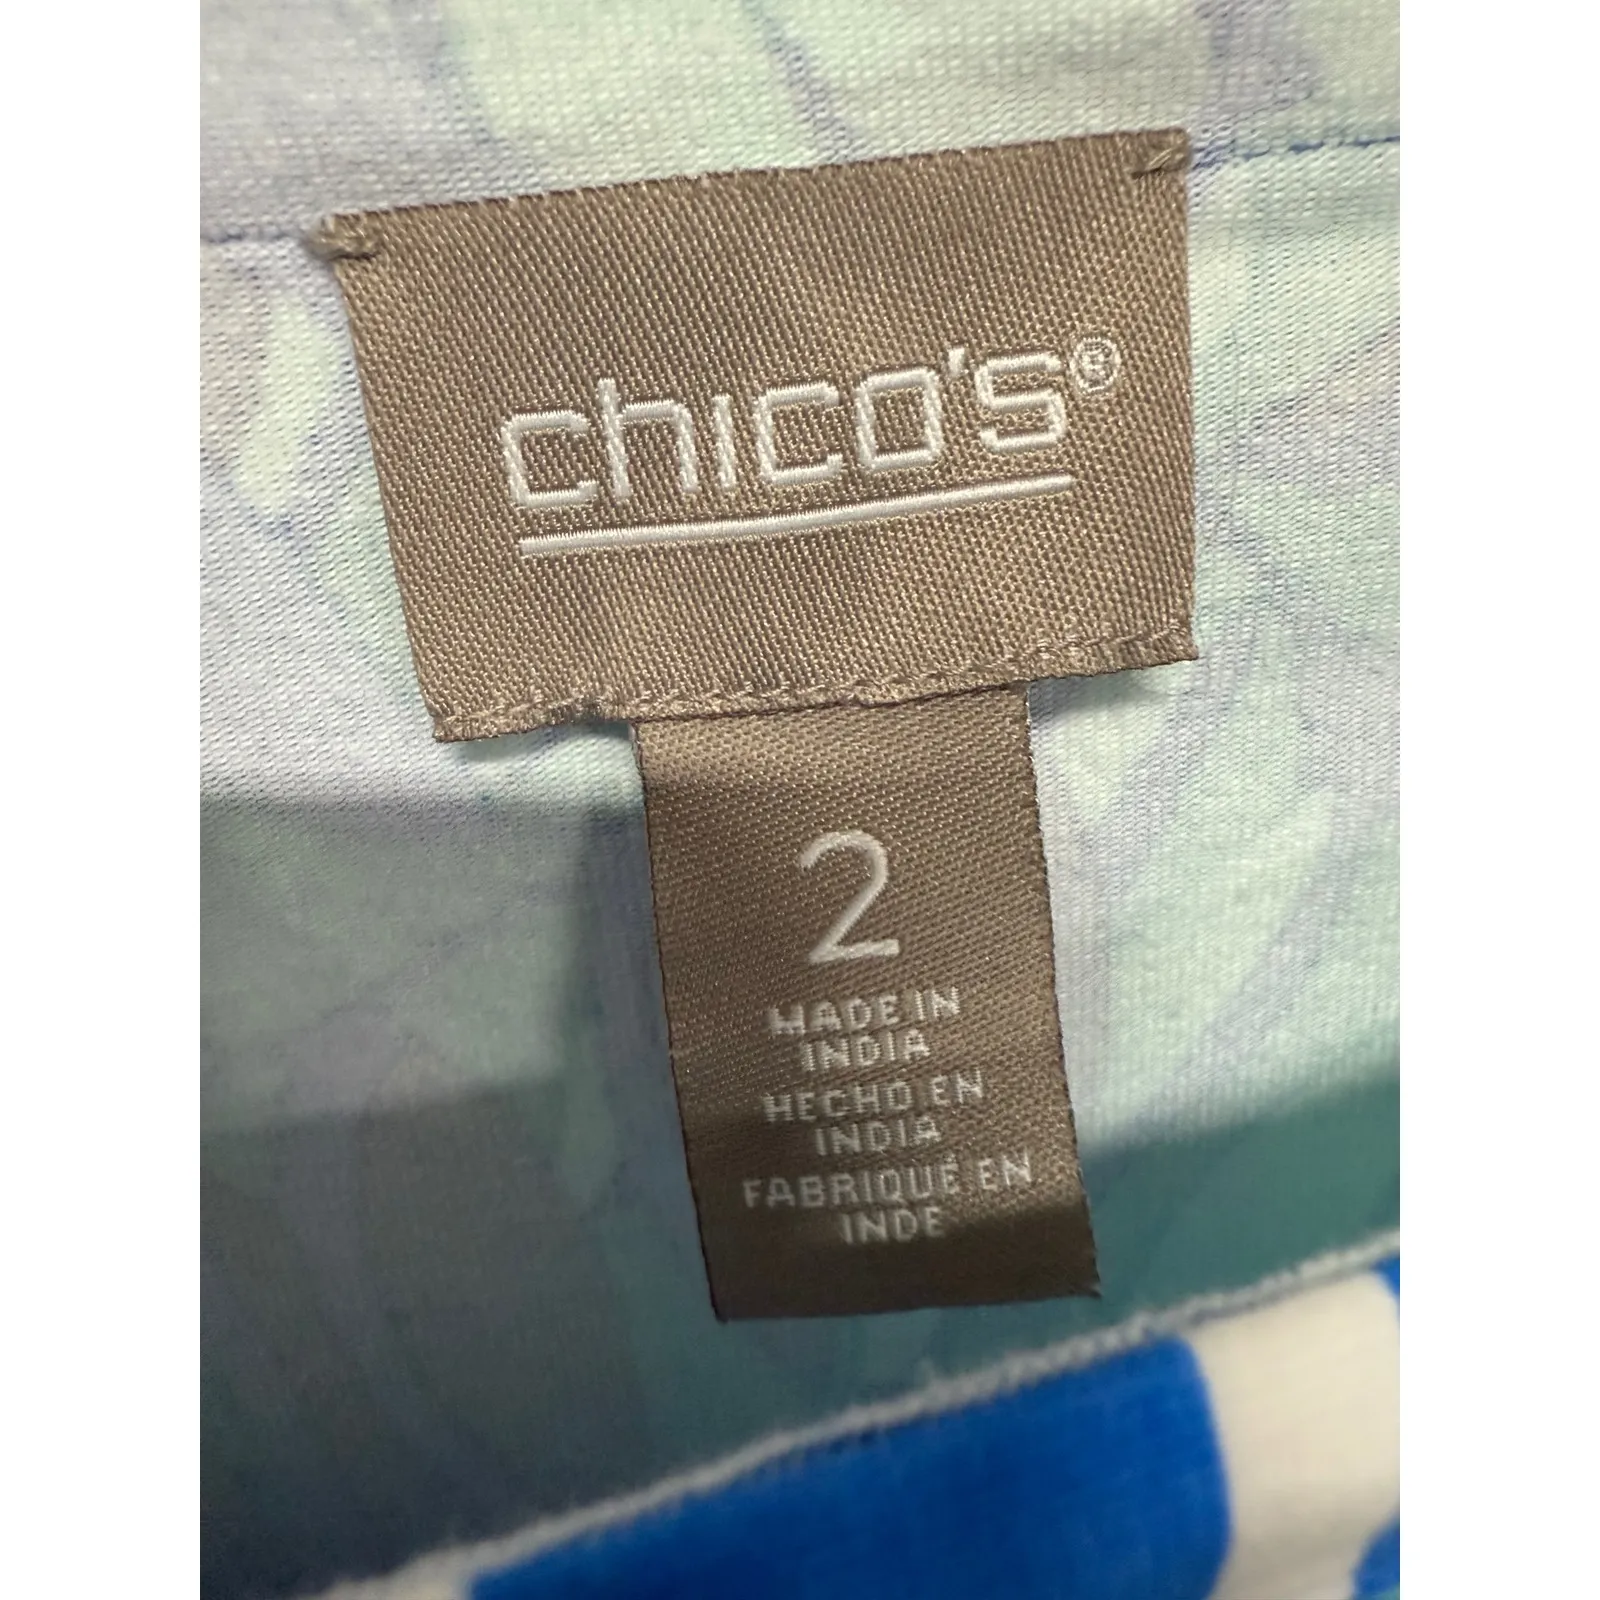 chico's®
2
MADE IN
INDIA
HECHO EN
INDIA
FABRIQUÉ EN
INDE